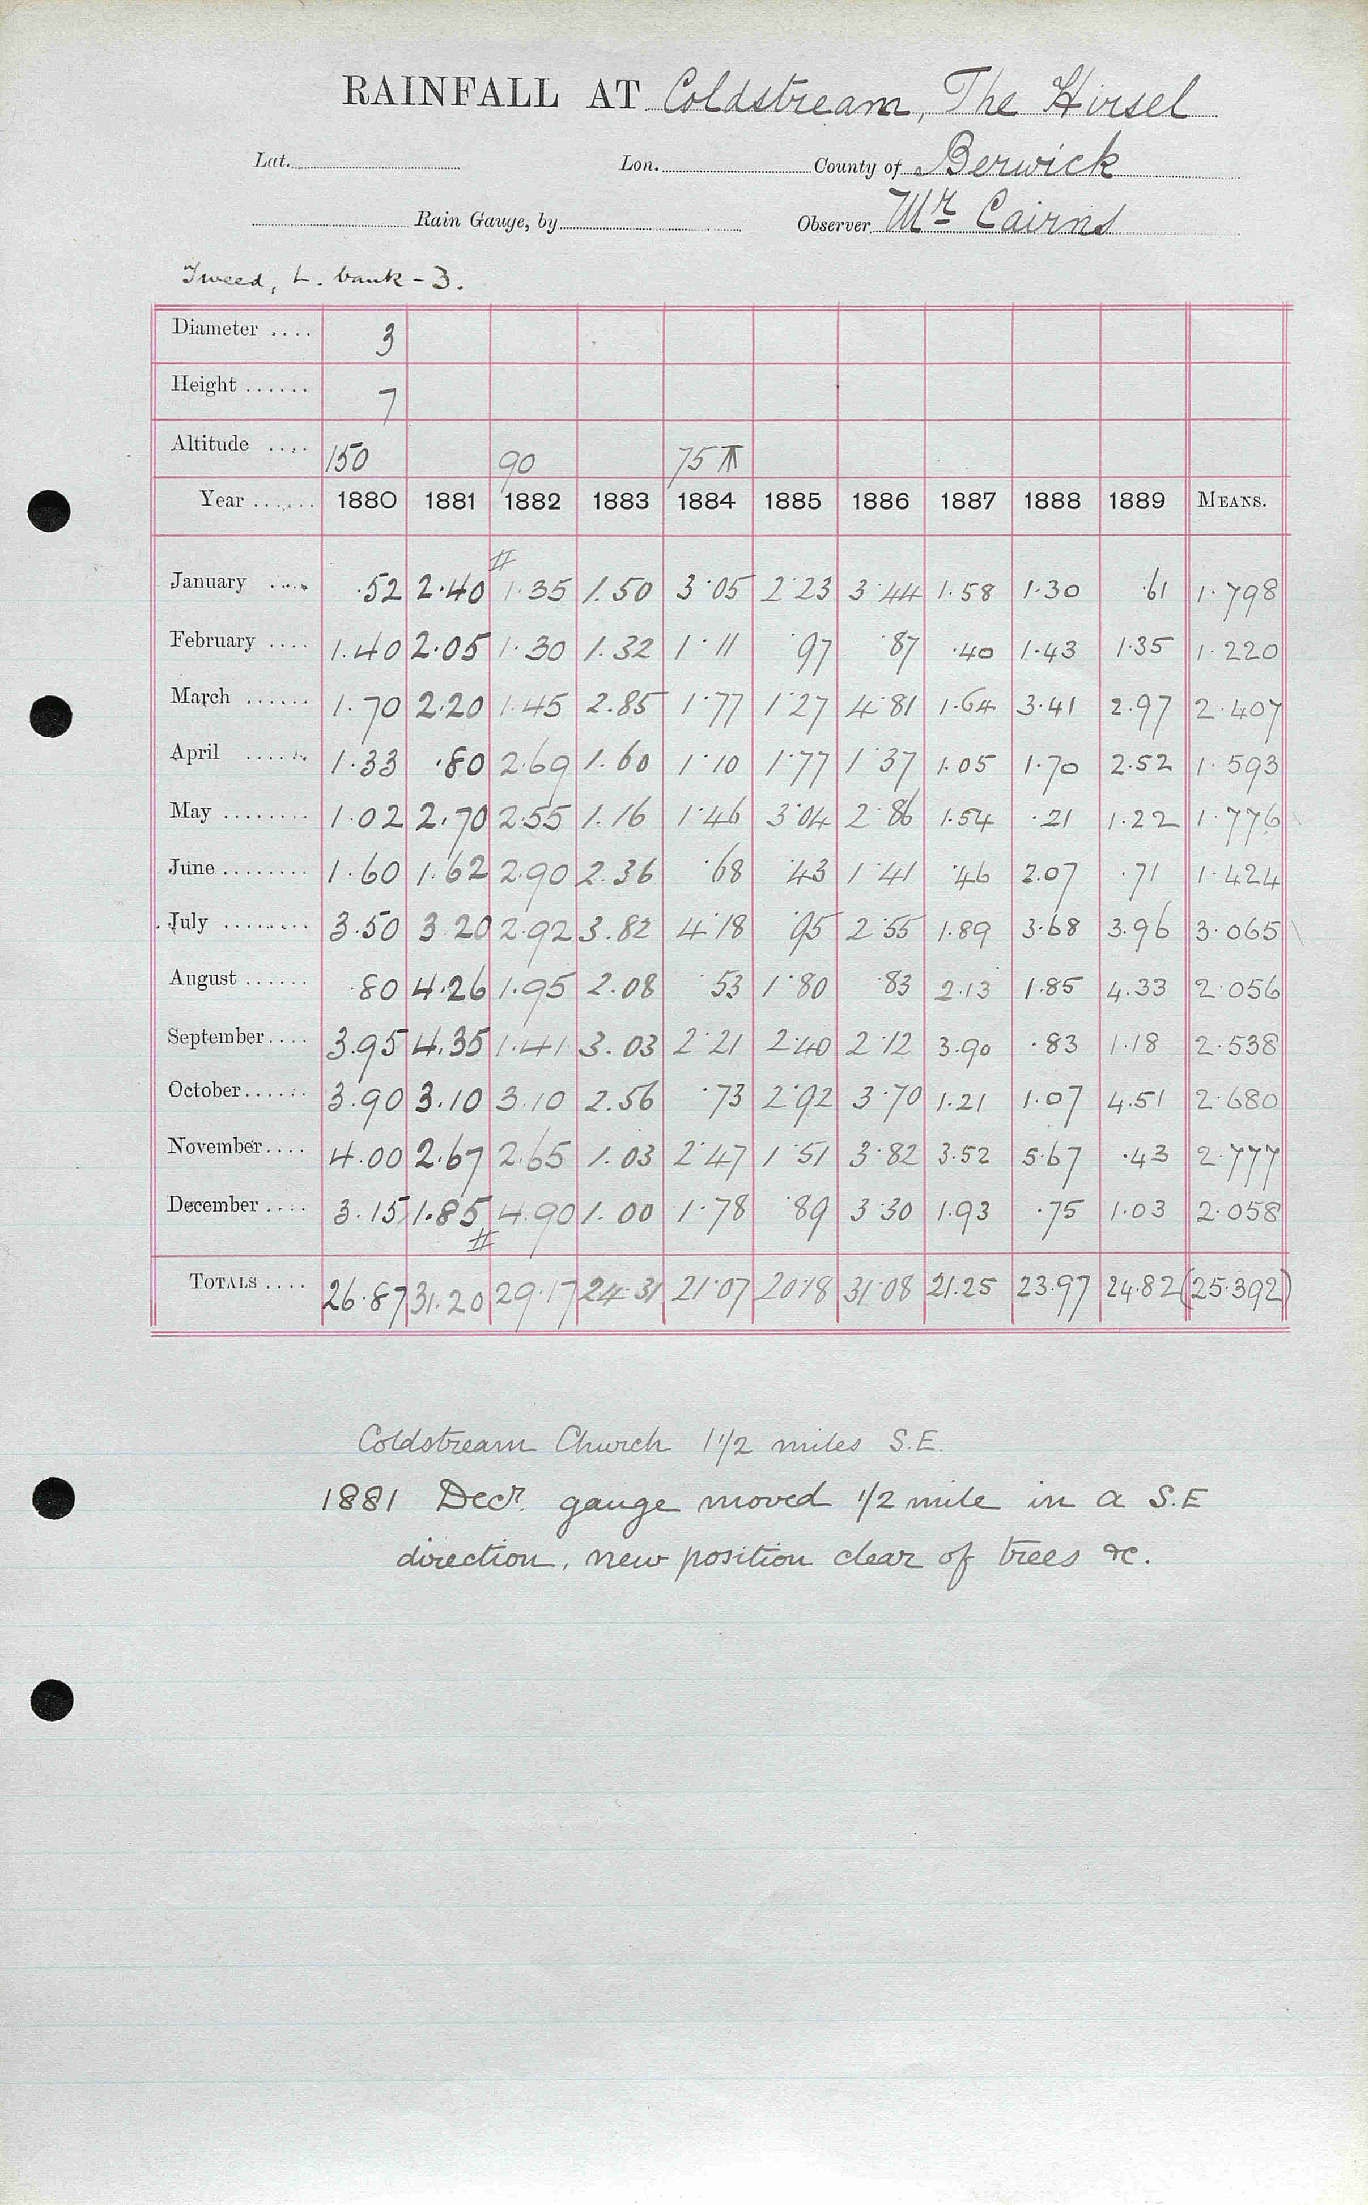 RAINFALL AT Coldstream, The Hirsel
Lat. Lon. County of Berwick
Rain Gauge, by Observer Mr Cairns
Tweed, L. bank - 3.
Diameter .... 3
Height ...... 7
Altitude .... 150 90 75 ⚻
Year ...... 1880 1881 1882 1883 1884 1885 1886 1887 1888 1889 MEANS.
#
January .... .52 2.40 1.35 1.50 3.05 2.23 3.44 1.58 1.30 .61 1.798
February .... 1.40 2.05 1.30 1.32 1.11 .97 .87 .40 1.43 1.35 1.220
March ...... 1.70 2.20 1.45 2.85 1.77 1.27 4.81 1.64 3.41 2.97 2.407
April ...... 1.33 .80 2.69 1.60 1.10 1.77 1.37 1.05 1.70 2.52 1.593
May ........ 1.02 2.70 2.55 1.16 1.46 3.04 2.86 1.54 .21 1.22 1.776
June ........ 1.60 1.62 2.90 2.36 .68 .43 1.41 .46 2.07 .71 1.424
July ........ 3.50 3.20 2.92 3.82 4.18 .95 2.55 1.89 3.68 3.96 3.065
August ...... .80 4.26 1.95 2.08 .53 1.80 .83 2.13 1.85 4.33 2.056
September .... 3.95 4.35 1.41 3.03 2.21 2.40 2.12 3.90 .83 1.18 2.538
October ...... 3.90 3.10 3.10 2.56 .73 2.92 3.70 1.21 1.07 4.51 2.680
November .... 4.00 2.67 2.65 1.03 2.47 1.51 3.82 3.52 5.67 .43 2.777
December .... 3.15 1.85 4.90 1.00 1.78 .89 3.30 1.93 .75 1.03 2.058
#
TOTALS .... 26.87 31.20 29.17 24.31 21.07 20.18 31.08 21.25 23.97 24.82 (25.392)
Coldstream Church 1 1/2 miles S.E.
1881 Decr. gauge moved 1/2 mile in a S.E
direction, new position clear of trees &c.